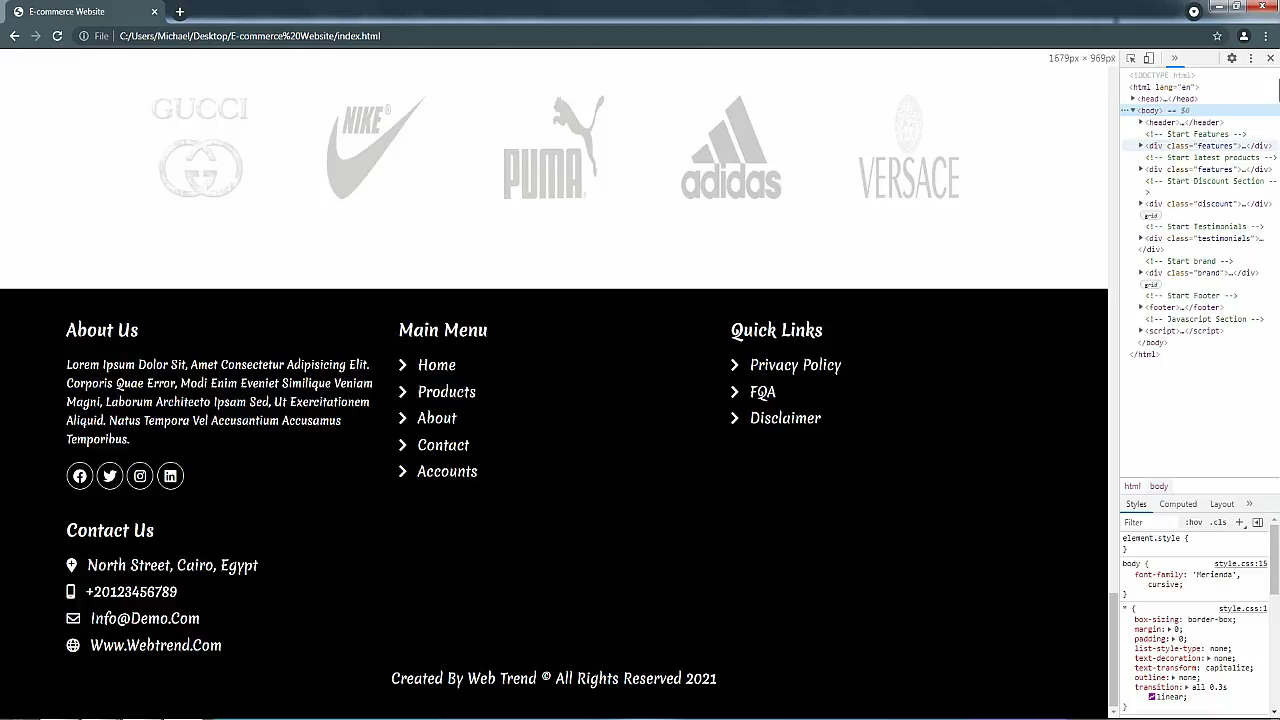 E-commerce Website
File
C:/Users/Michael/Desktop/E-commerce%20Website/index.html
1679px × 969px
GUCCI
NIKE®
PUMA
adidas
VERSACE
About Us
Lorem Ipsum Dolor Sit, Amet Consectetur Adipisicing Elit.
Corporis Quae Error, Modi Enim Eveniet Similique Veniam
Magni, Laborum Architecto Ipsam Sed, Ut Exercitationem
Aliquid. Natus Tempora Vel Accusantium Accusamus
Temporibus.
Main Menu
Home
Products
About
Contact
Accounts
Quick Links
Privacy Policy
FQA
Disclaimer
Contact Us
North Street, Cairo, Egypt
+20123456789
Info@Demo.Com
Www.Webtrend.Com
Created By Web Trend © All Rights Reserved 2021
<!DOCTYPE html>
<html lang="en">
<head>…</head>
<body> == $0
<header>…</header>
<!-- Start Features -->
<div class="features">…</div>
<!-- Start latest products -->
<div class="features">…</div>
<!-- Start Discount Section --
>
<div class="discount">…</div>
grid
<!-- Start Testimonials -->
<div class="testimonials">…
</div>
<!-- Start brand -->
<div class="brand">…</div>
grid
<!-- Start Footer -->
<footer>…</footer>
<!-- Javascript Section -->
<script>…</script>
</body>
</html>
html body
Styles Computed Layout »
Filter :hov .cls +
element.style {
}
body { style.css:15
font-family: 'Merienda',
cursive;
}
* { style.css:1
box-sizing: border-box;
margin: 0;
padding: 0;
list-style-type: none;
text-decoration: none;
text-transform: capitalize;
outline: none;
transition: all 0.3s
linear;
}